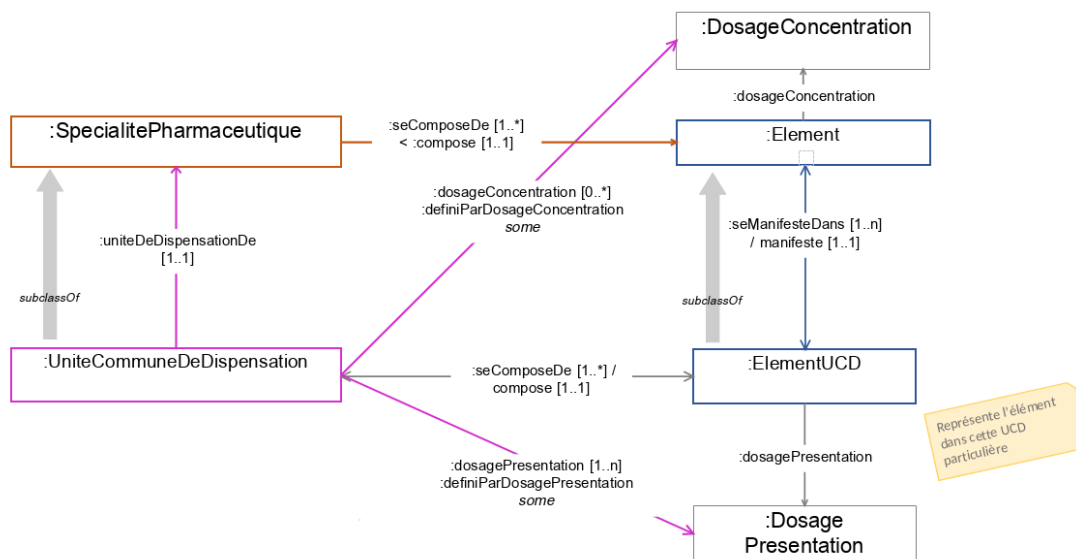 :DosageConcentration
:dosageConcentration
:SpecialitePharmaceutique
:seComposeDe [1..*]
< :compose [1..1]
:Element
:dosageConcentration [0..*]
:definiParDosageConcentration
some
:uniteDeDispensationDe
[1..1]
:seManifesteDans [1..n]
/ manifeste [1..1]
subclassOf
subclassOf
:UniteCommuneDeDispensation
:seComposeDe [1..*] /
compose [1..1]
:ElementUCD
Représente l'élément
dans cette UCD
particulière
:dosagePresentation [1..n]
:definiParDosagePresentation
some
:dosagePresentation
:Dosage
Presentation